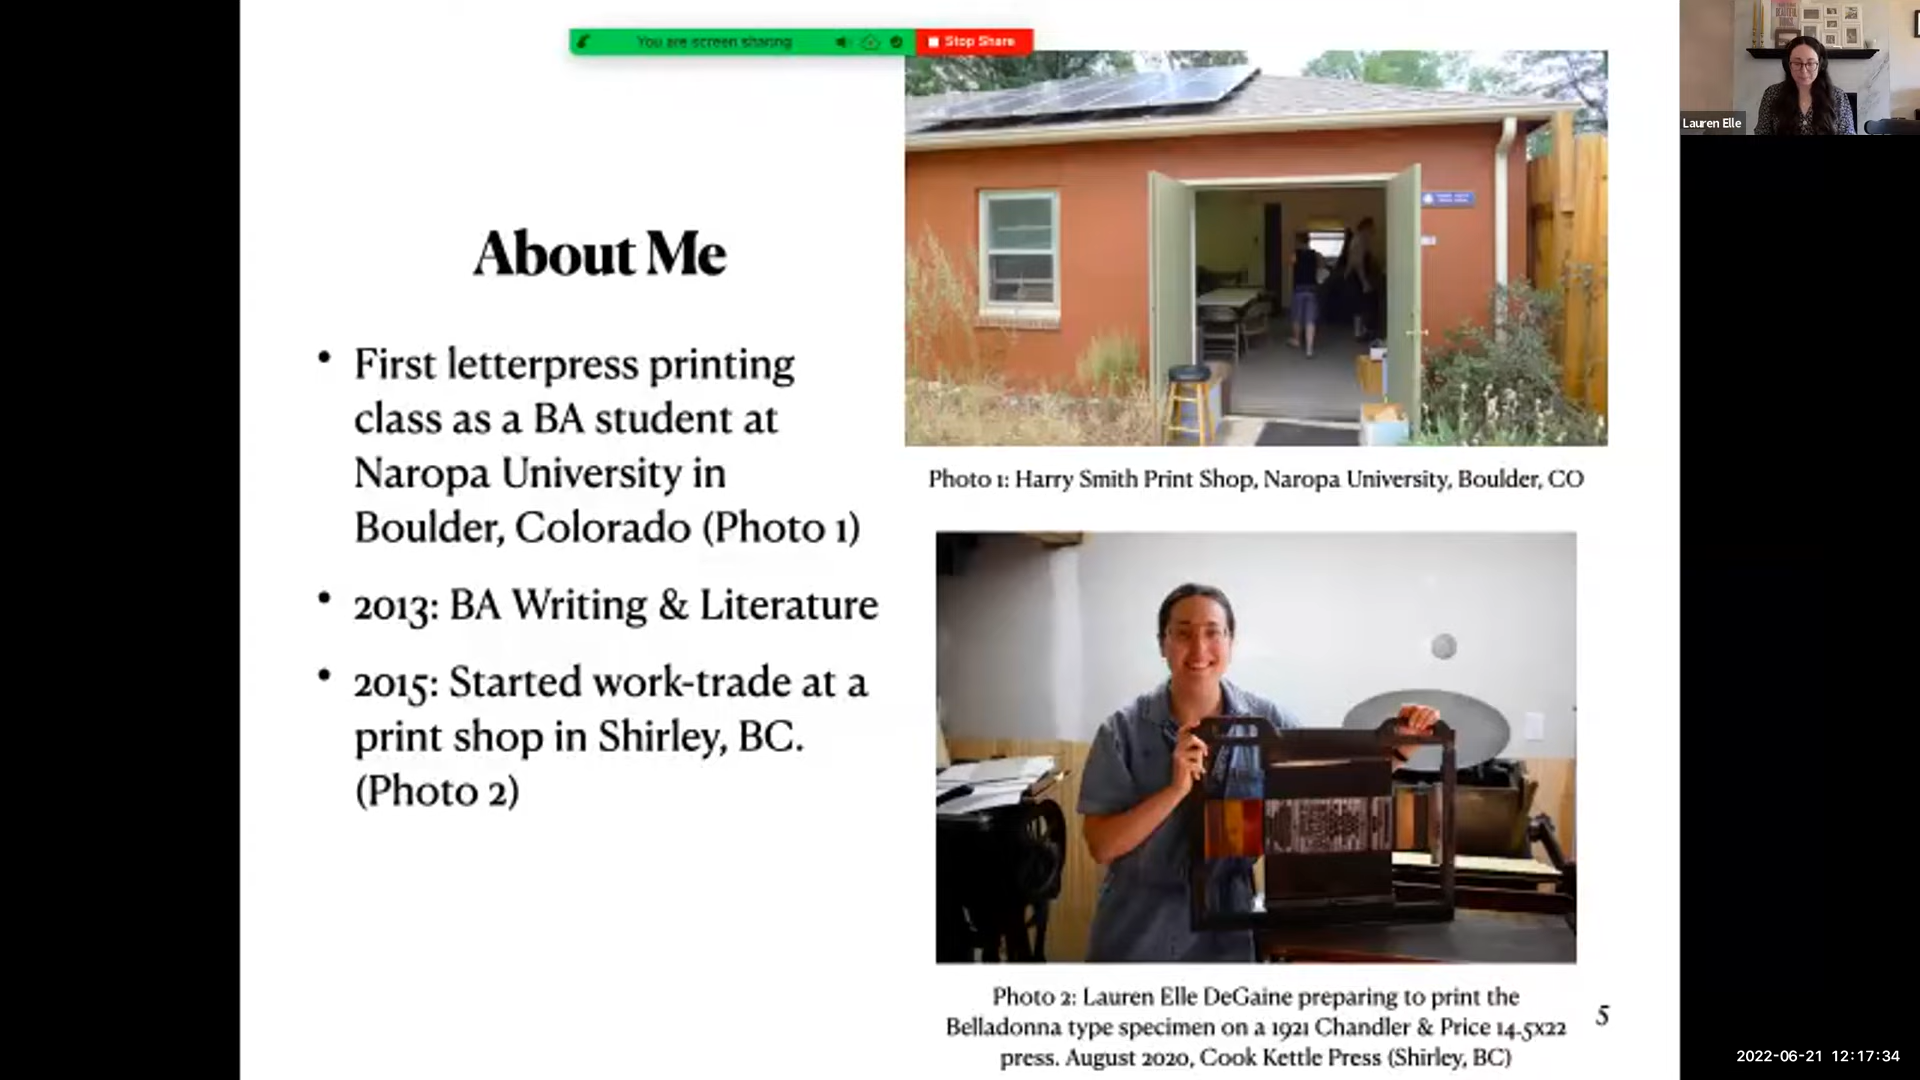 You are screen sharing
Stop Share
Lauren Elle
About Me
• First letterpress printing
class as a BA student at
Naropa University in
Boulder, Colorado (Photo 1)
• 2013: BA Writing & Literature
• 2015: Started work-trade at a
print shop in Shirley, BC.
(Photo 2)
Photo 1: Harry Smith Print Shop, Naropa University, Boulder, CO
Photo 2: Lauren Elle DeGaine preparing to print the
Belladonna type specimen on a 1921 Chandler & Price 14.5x22
press. August 2020, Cook Kettle Press (Shirley, BC)
5
2022-06-21 12:17:34